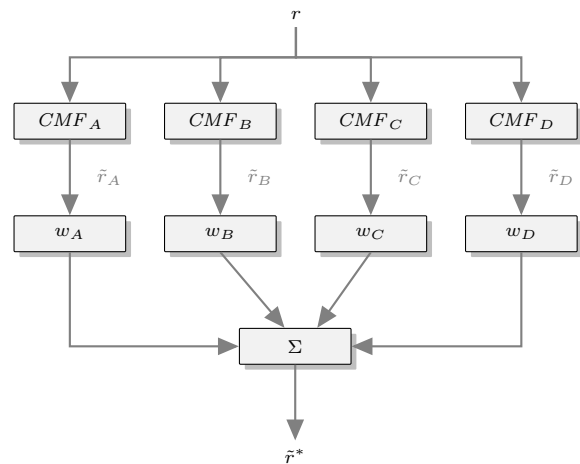 r
CMF_A CMF_B CMF_C CMF_D
r̃_A r̃_B r̃_C r̃_D
w_A w_B w_C w_D
Σ
r̃*